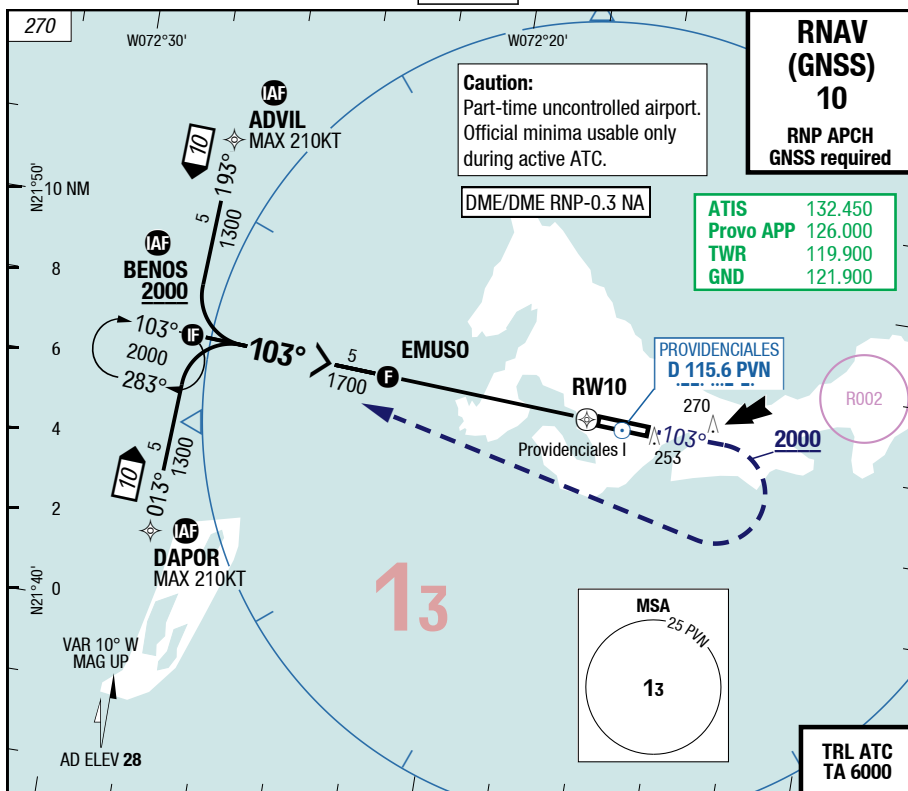 270
W072°30'
W072°20'
RNAV
(GNSS)
10
RNP APCH
GNSS required
IAF
ADVIL
MAX 210KT
Caution:
Part-time uncontrolled airport.
Official minima usable only
during active ATC.
DME/DME RNP-0.3 NA
ATIS 132.450
Provo APP 126.000
TWR 119.900
GND 121.900
10
193°
5
1300
N21°50'
10 NM
8
6
4
2
0
IAF
BENOS
2000
103°
IF
2000
283°
103°
5
1700
EMUSO
F
RW10
PROVIDENCIALES
D 115.6 PVN
R002
270
103°
2000
253
Providenciales I
5
1300
10
013°
IAF
DAPOR
MAX 210KT
N21°40'
13
MSA
25 PVN
13
VAR 10° W
MAG UP
AD ELEV 28
TRL ATC
TA 6000